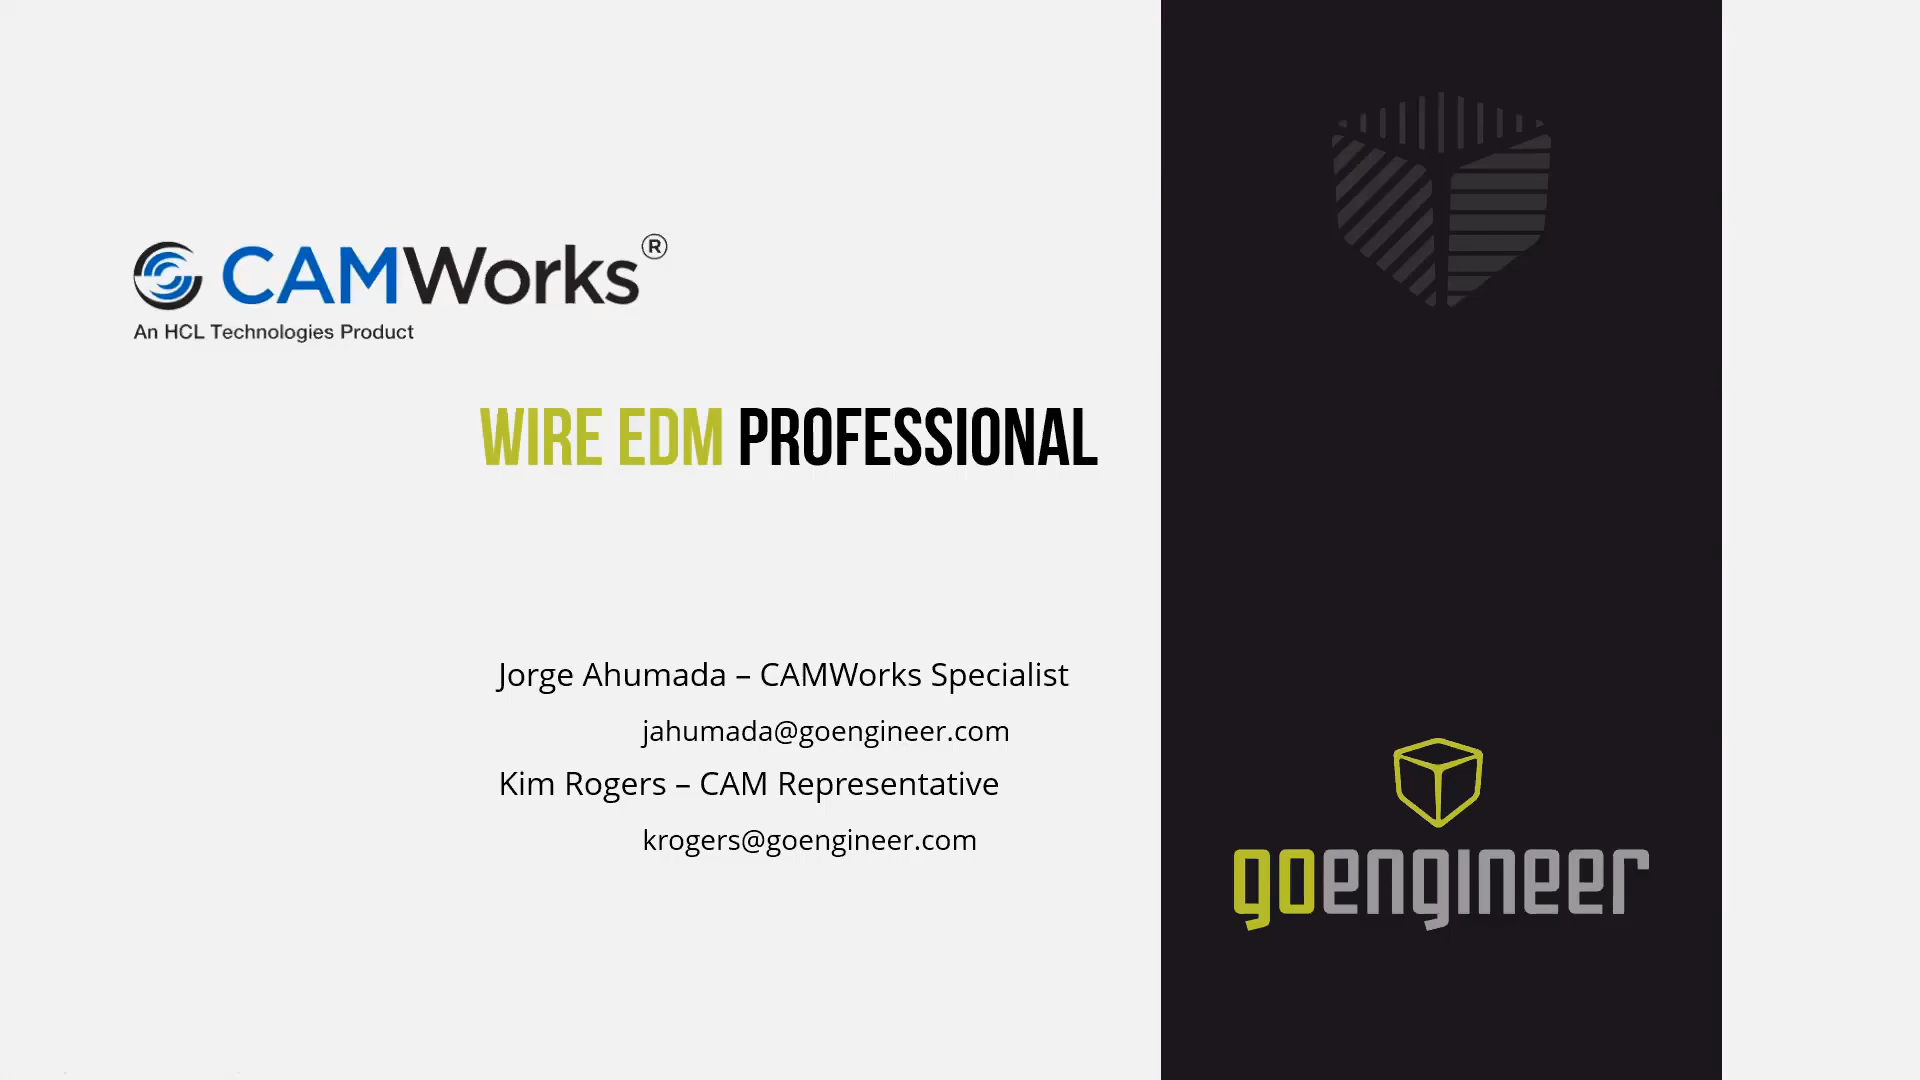 CAMWorks®
An HCL Technologies Product
WIRE EDM PROFESSIONAL
Jorge Ahumada – CAMWorks Specialist
jahumada@goengineer.com
Kim Rogers – CAM Representative
krogers@goengineer.com
goengineer